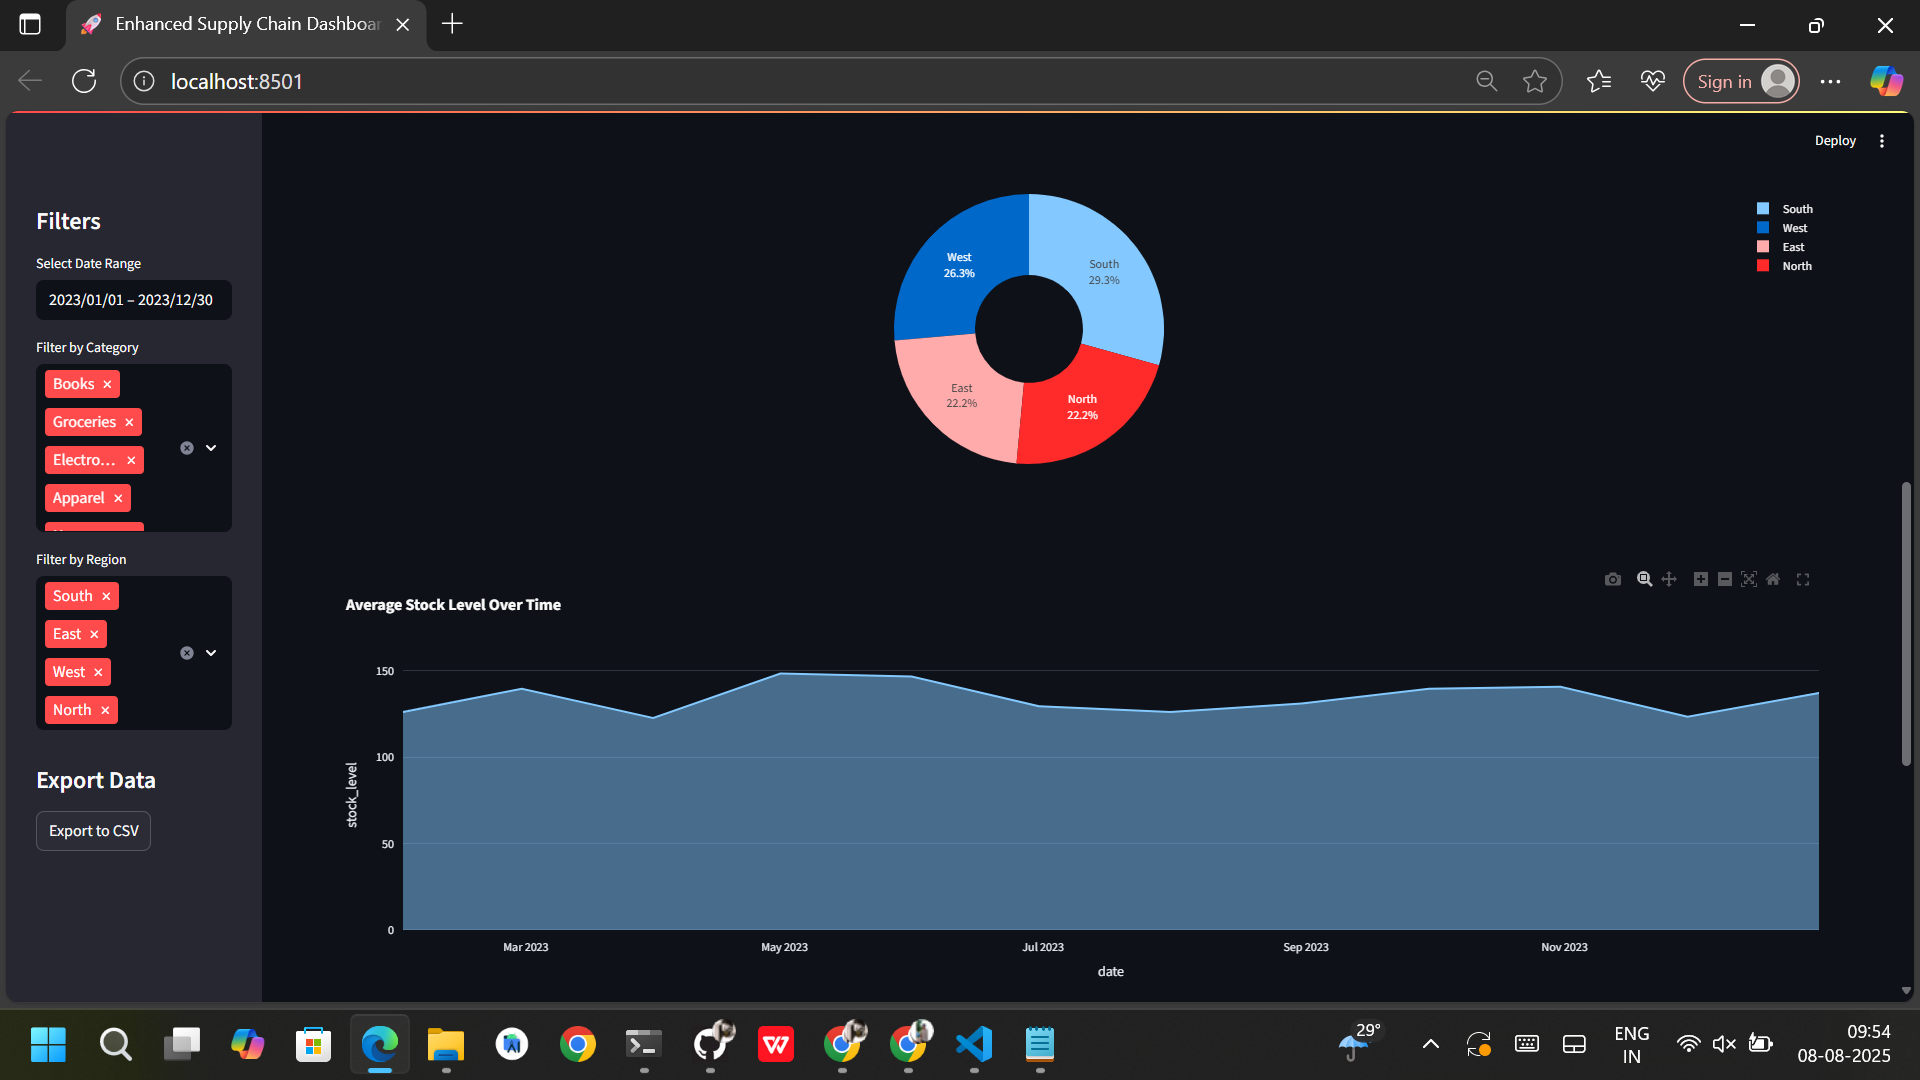 Enhanced Supply Chain Dashboar
localhost:8501
Sign in
Deploy
Filters
Select Date Range
2023/01/01 – 2023/12/30
Filter by Category
Books
Groceries
Electro...
Apparel
Filter by Region
South
East
West
North
Export Data
Export to CSV
West
26.3%
South
29.3%
East
22.2%
North
22.2%
South
West
East
North
Average Stock Level Over Time
150
100
50
0
stock_level
Mar 2023
May 2023
Jul 2023
Sep 2023
Nov 2023
date
29°
ENG
IN
09:54
08-08-2025